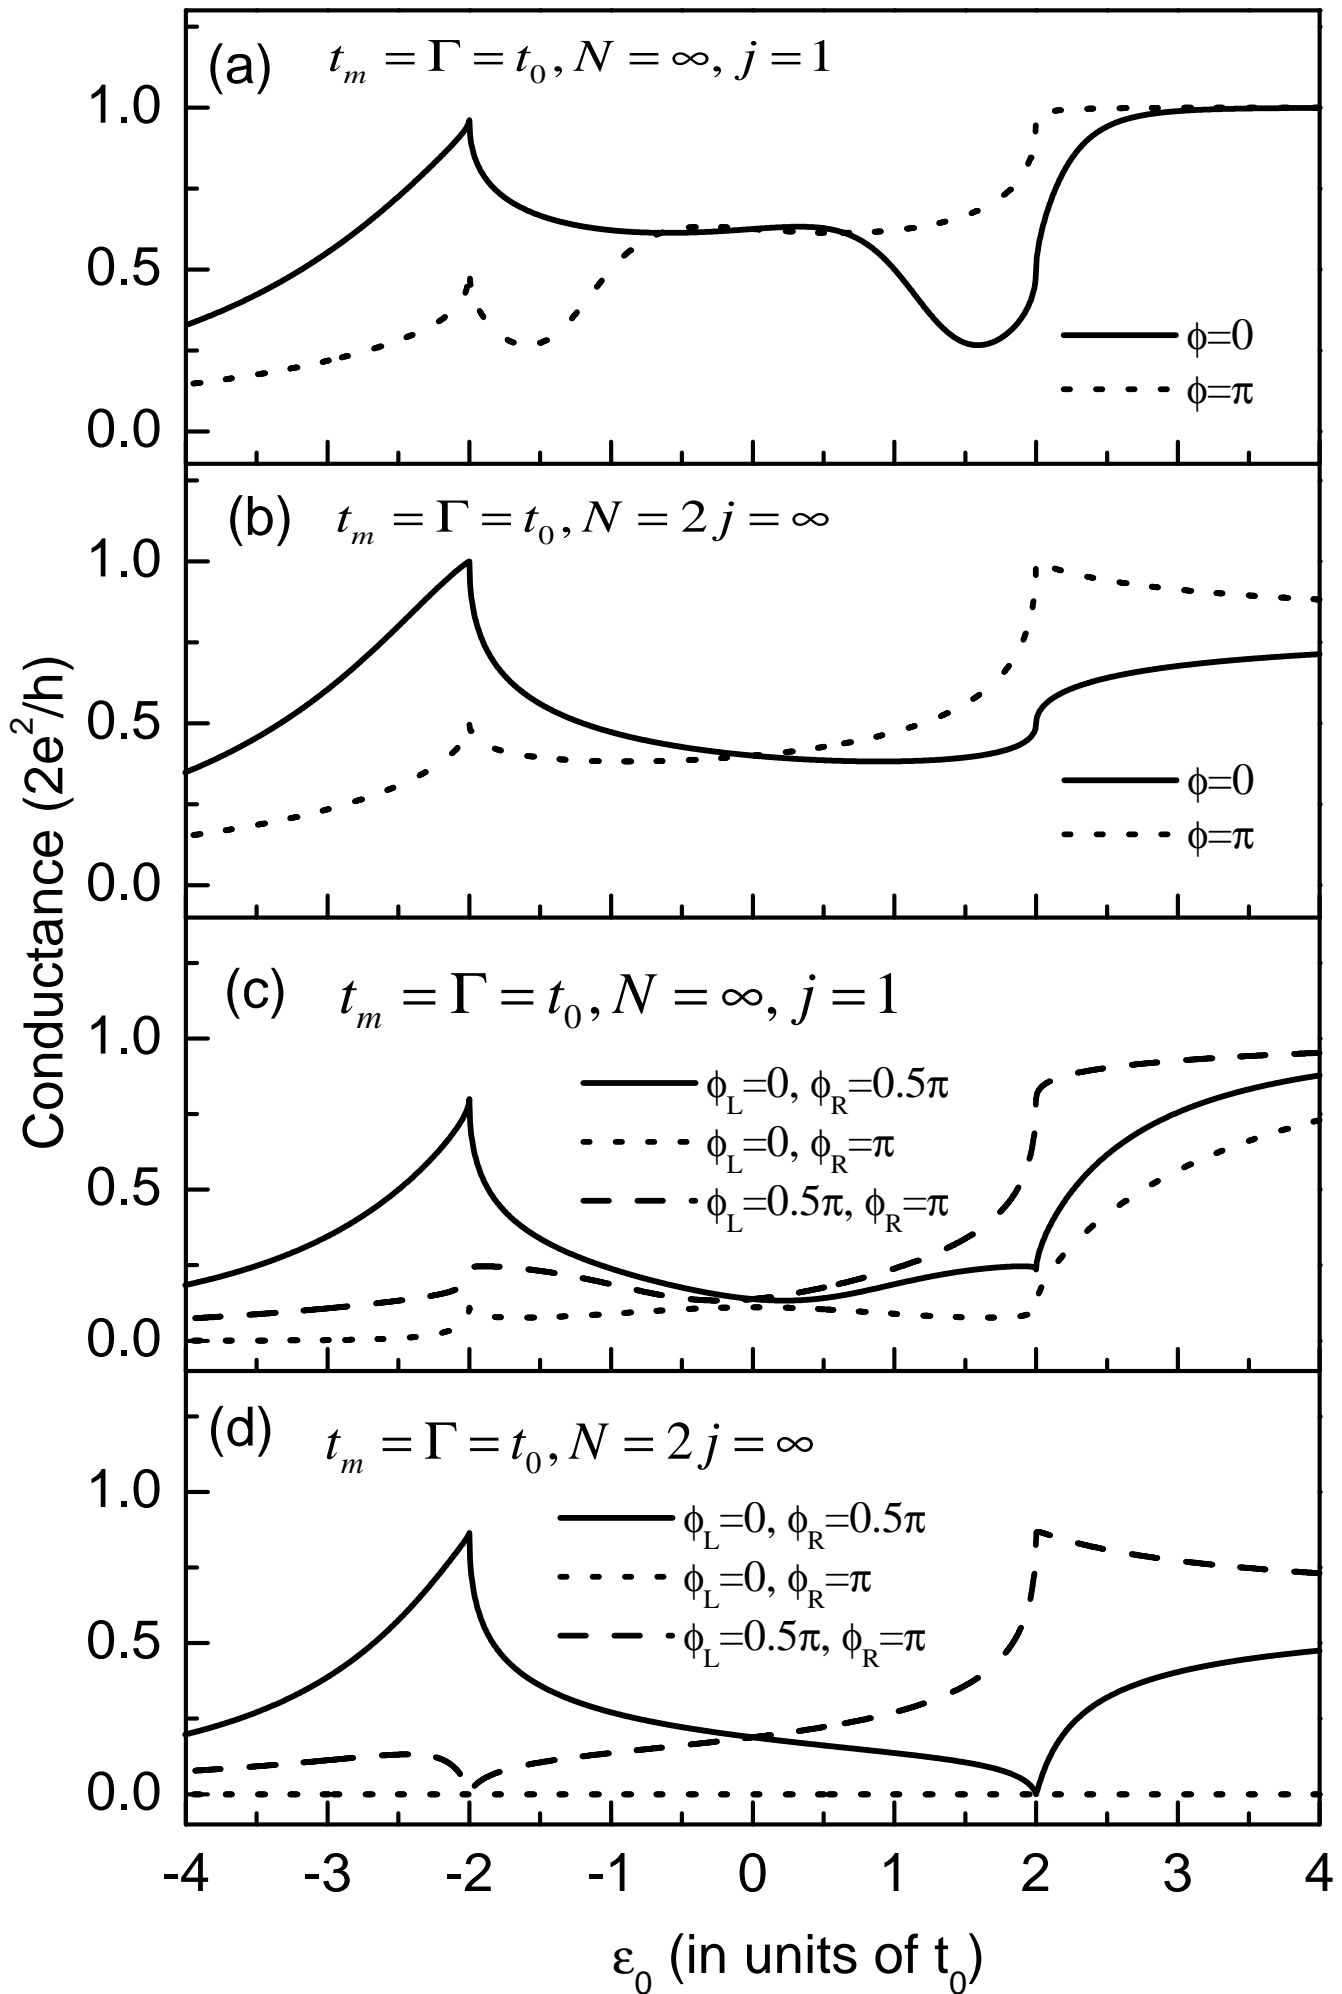 Conductance (2e²/h)
(a) t_m = Γ = t_0, N = ∞, j = 1
1.0
0.5
0.0
ϕ=0
ϕ=π
(b) t_m = Γ = t_0, N = 2j = ∞
1.0
0.5
0.0
ϕ=0
ϕ=π
(c) t_m = Γ = t_0, N = ∞, j = 1
1.0
0.5
0.0
ϕ_L=0, ϕ_R=0.5π
ϕ_L=0, ϕ_R=π
ϕ_L=0.5π, ϕ_R=π
(d) t_m = Γ = t_0, N = 2j = ∞
1.0
0.5
0.0
ϕ_L=0, ϕ_R=0.5π
ϕ_L=0, ϕ_R=π
ϕ_L=0.5π, ϕ_R=π
-4 -3 -2 -1 0 1 2 3 4
ε_0 (in units of t_0)